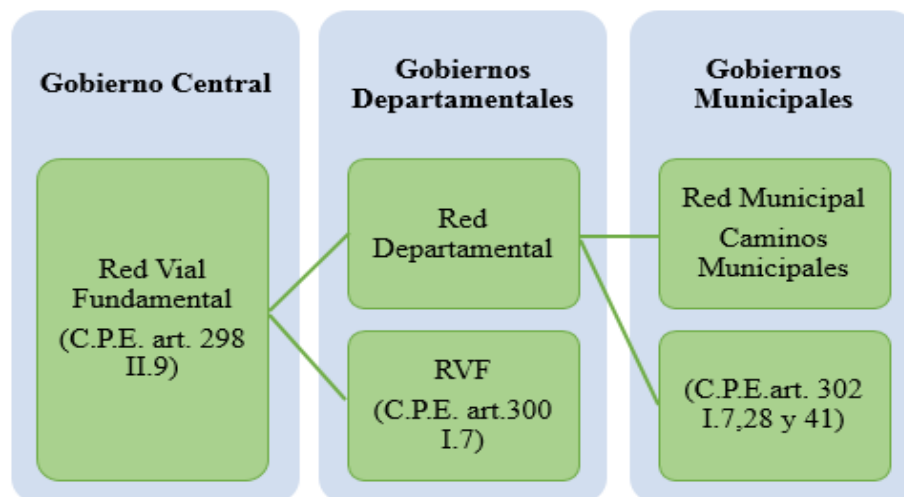 Gobierno Central
Red Vial
Fundamental
(C.P.E. art. 298
II.9)
Gobiernos
Departamentales
Red
Departamental
RVF
(C.P.E. art.300
I.7)
Gobiernos
Municipales
Red Municipal
Caminos
Municipales
(C.P.E.art. 302
I.7,28 y 41)